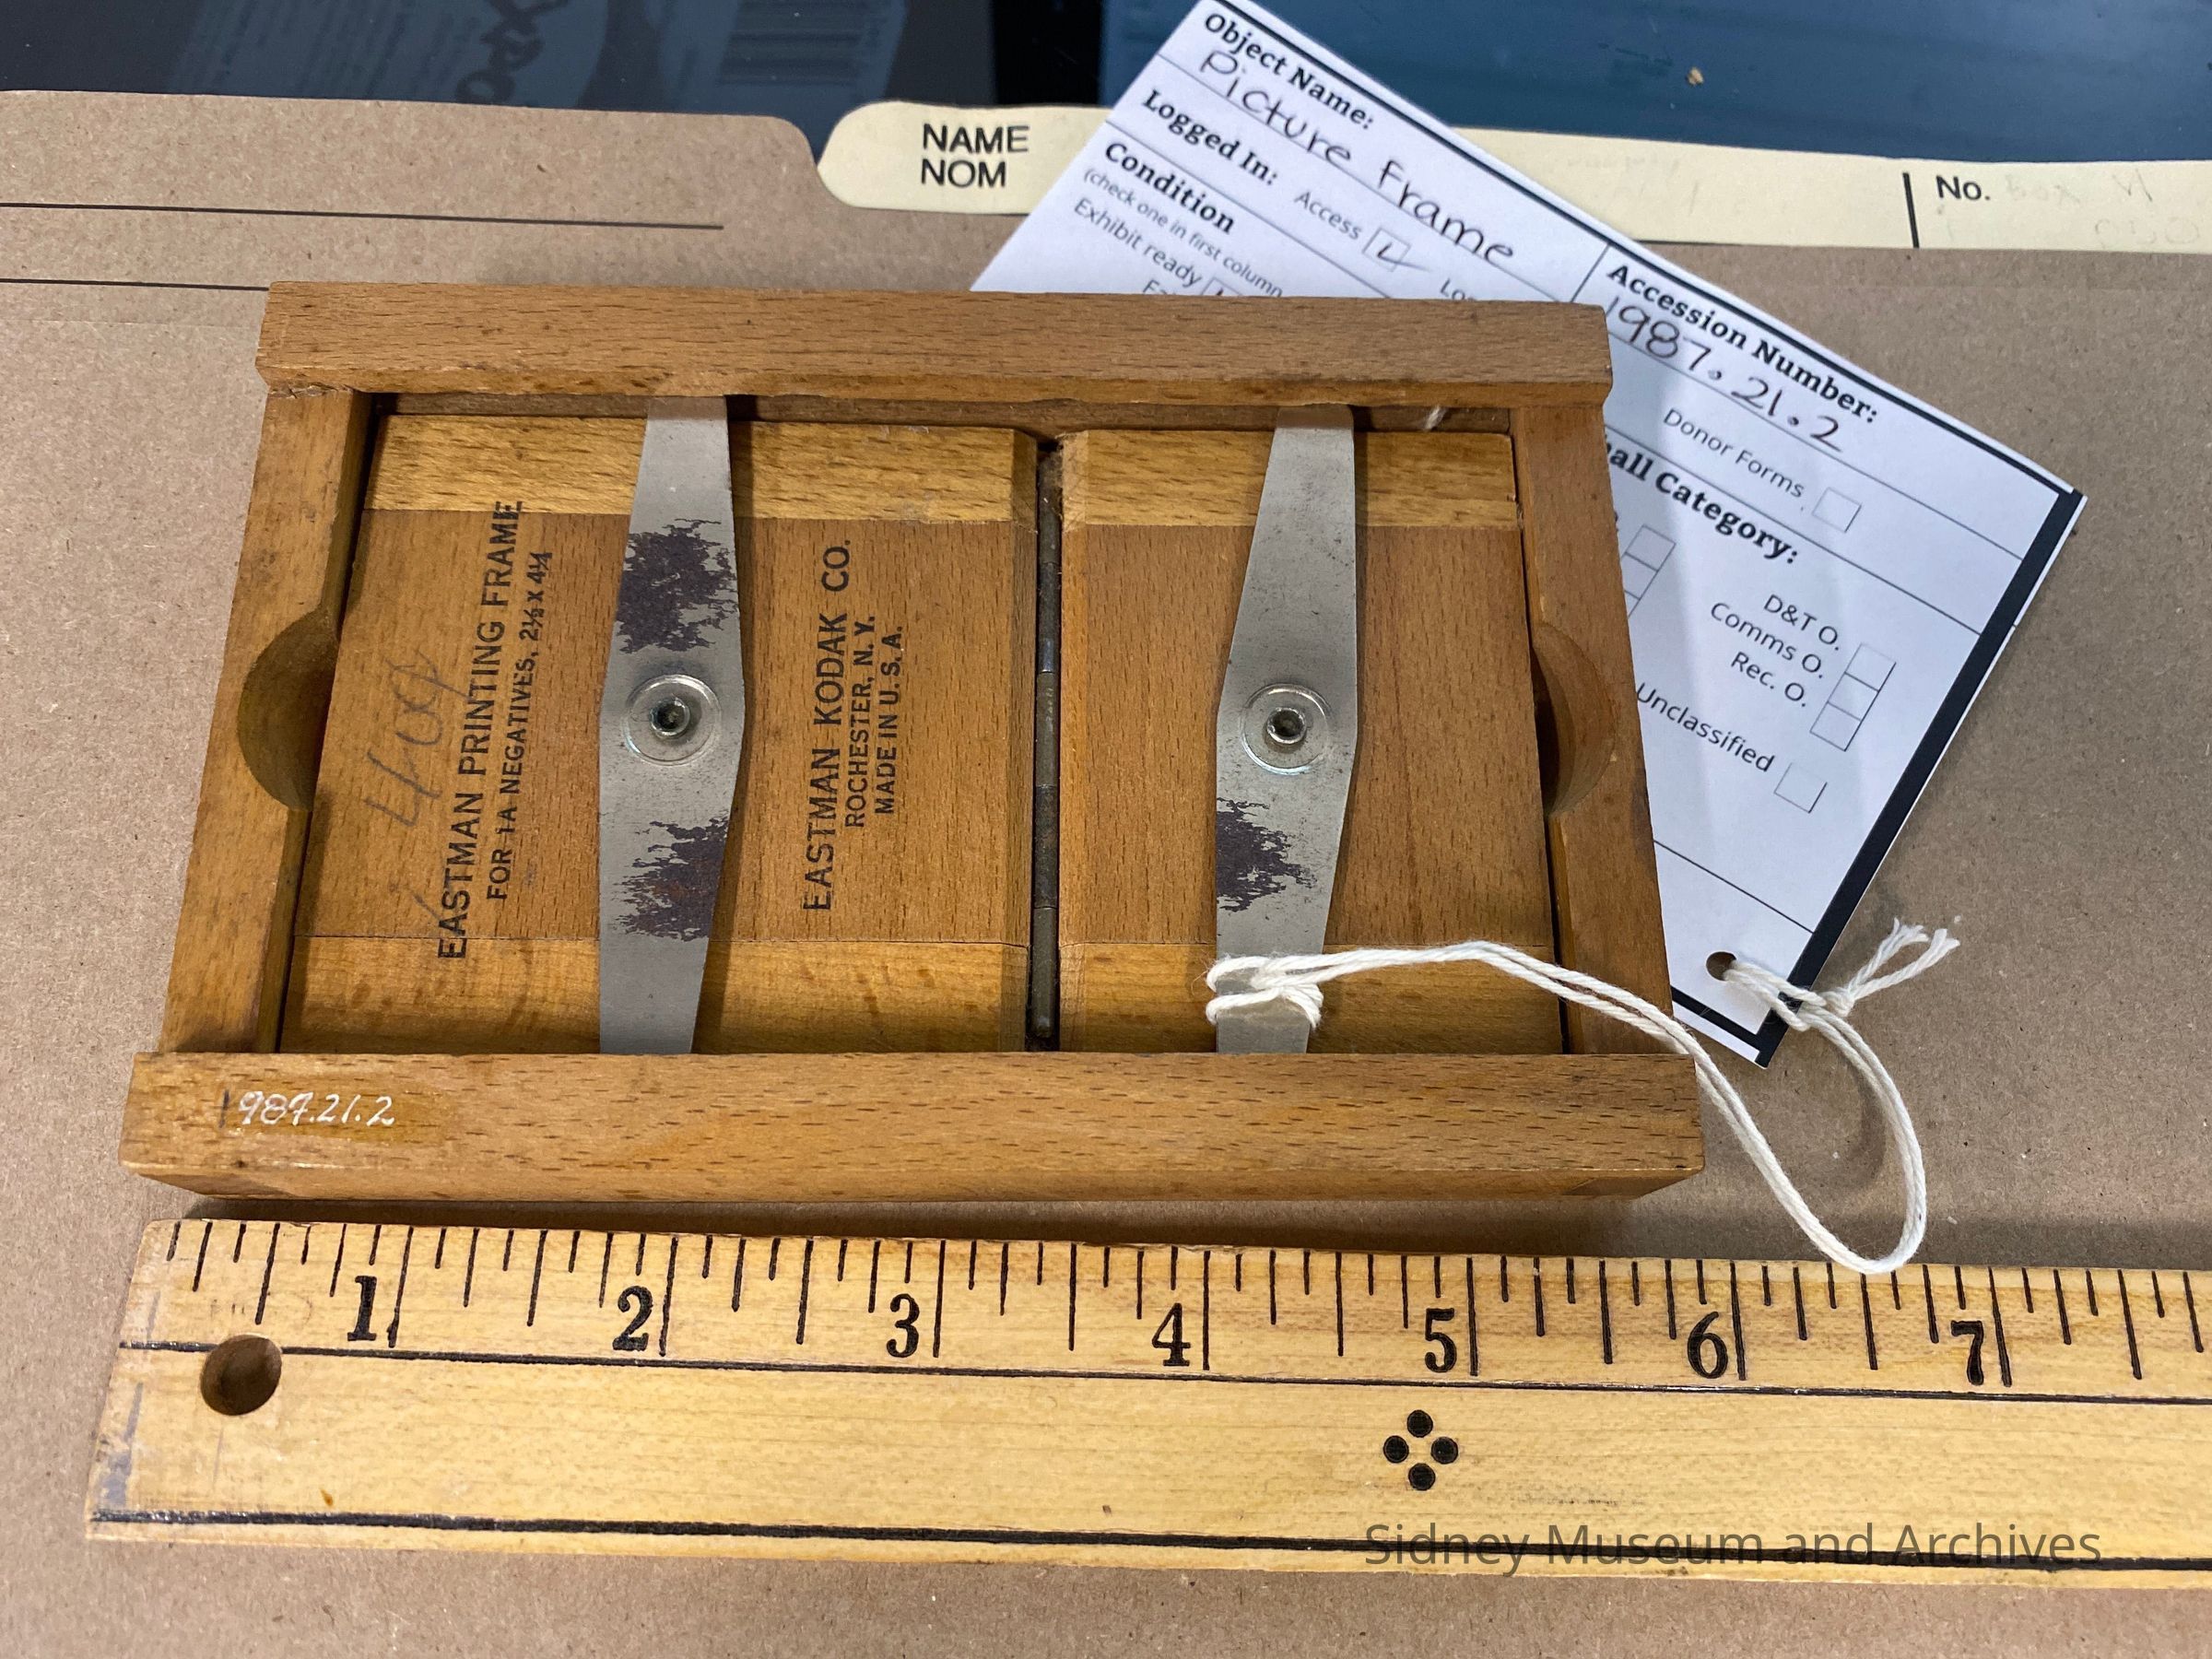 NAME
NOM
No.
Object Name:
Picture Frame
Logged In:
Access
Condition
(check one in first column
Exhibit ready
Accession Number:
1987.21.2
Donor Forms
Category:
D&T O.
Comms O.
Rec. O.
Unclassified
400
EASTMAN PRINTING FRAME
FOR 1A NEGATIVES, 2½ x 4¼
EASTMAN KODAK CO.
ROCHESTER, N. Y.
MADE IN U. S. A.
1987.21.2
1 2 3 4 5 6 7
Sidney Museum and Archives